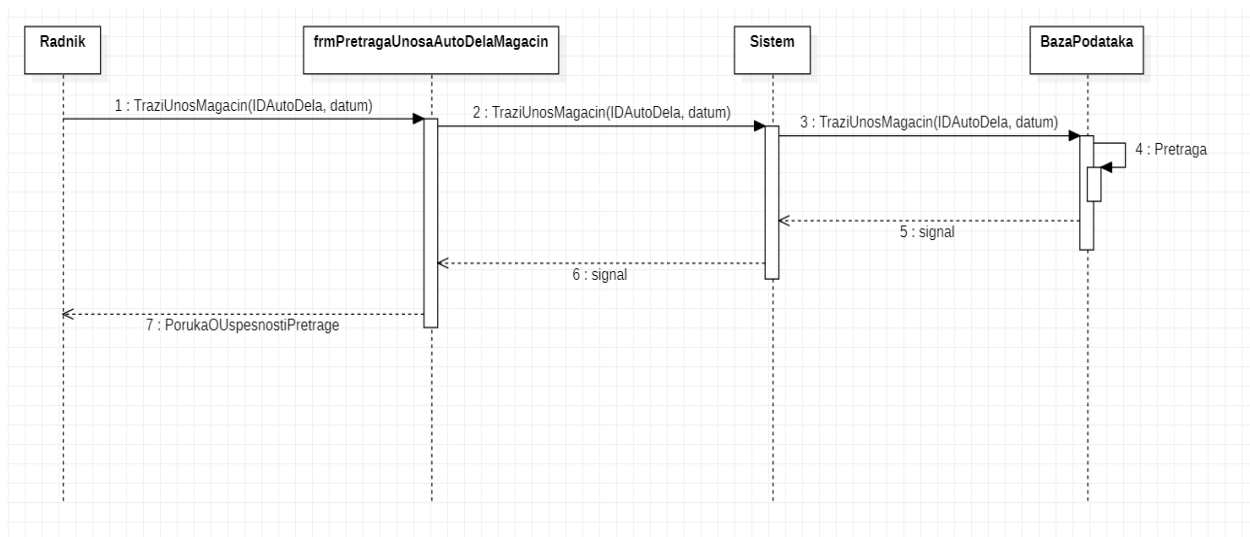 Radnik
frmPretragaUnosaAutoDelaMagacin
Sistem
BazaPodataka
1 : TraziUnosMagacin(IDAutoDela, datum)
2 : TraziUnosMagacin(IDAutoDela, datum)
3 : TraziUnosMagacin(IDAutoDela, datum)
4 : Pretraga
5 : signal
6 : signal
7 : PorukaOUspesnostiPretrage